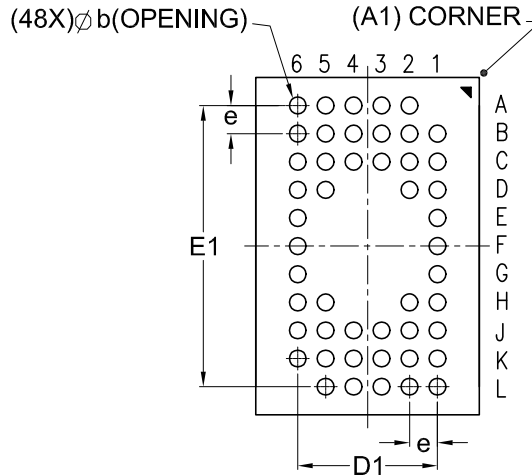 (48X)⌀ b(OPENING)
(A1) CORNER
6 5 4 3 2 1
A
e
B
C
D
E
E1
F
G
H
J
K
L
e
D1